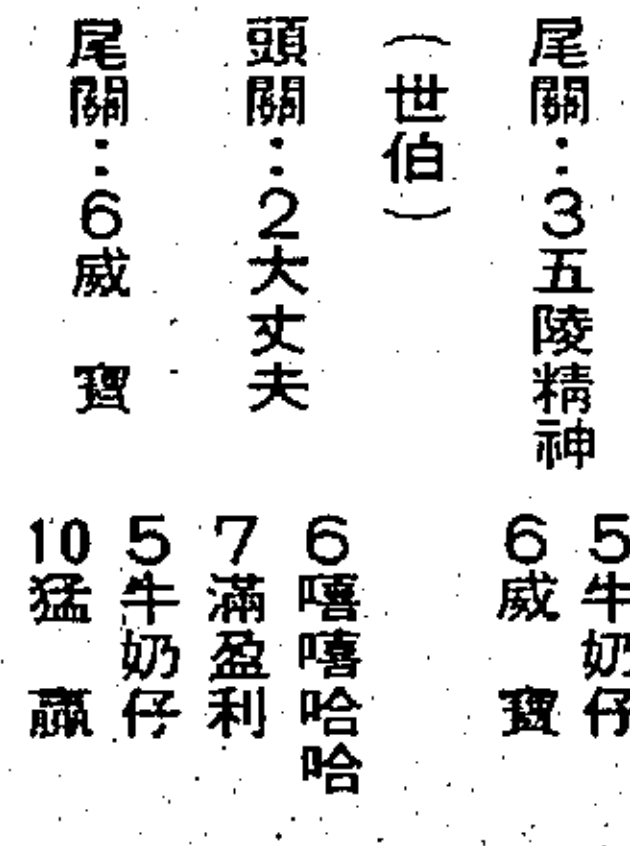 尾關：3五陵精神
5牛奶仔
6威寶
（世伯）
頭關：2大丈夫
6嘻嘻哈哈
7滿盈利
尾關：6威寶
5牛奶仔
10猛贏